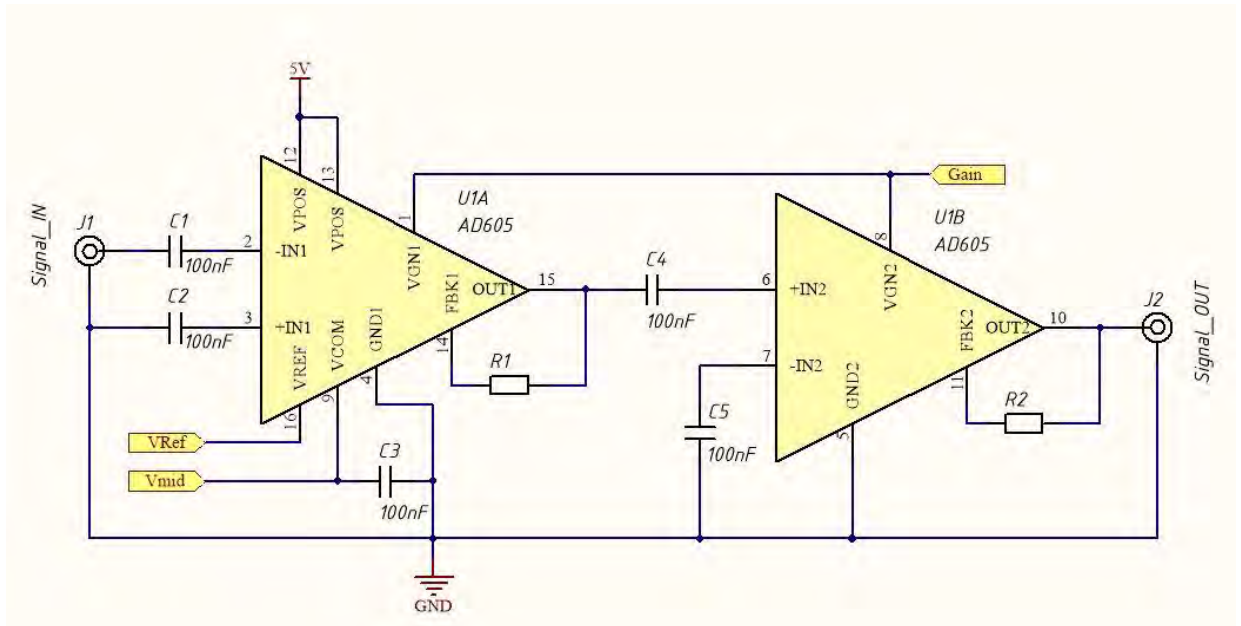 5V
12
13
VPOS
VPOS
1
VGN1
U1A
AD605
Gain
Signal_IN
J1
C1
100nF
2
-IN1
C2
100nF
3
+IN1
VREF
VCOM
GND1
FBK1
OUT1
15
16
9
4
14
R1
VRef
Vmid
C3
100nF
C4
100nF
6
+IN2
7
-IN2
C5
100nF
8
VGN2
U1B
AD605
GND2
FBK2
OUT2
10
5
11
R2
J2
Signal_OUT
GND